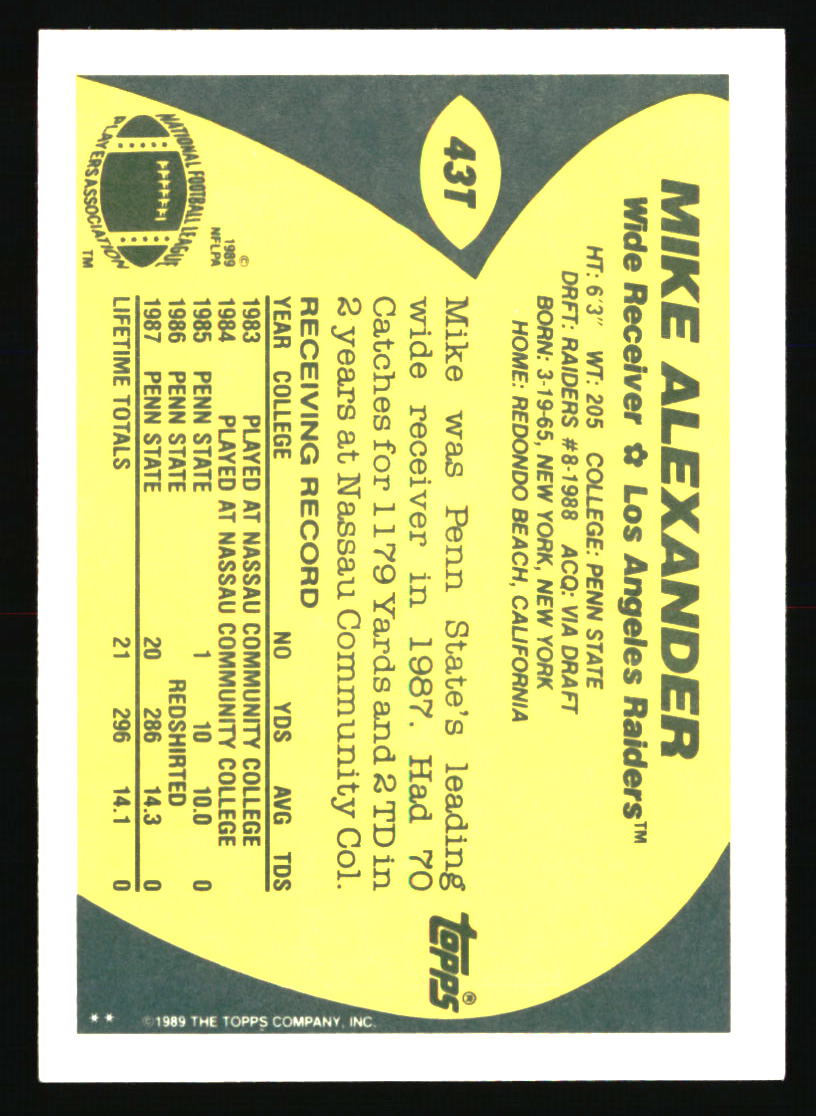 43T
MIKE ALEXANDER
Wide Receiver ✿ Los Angeles Raiders™
HT: 6'3" WT: 205 COLLEGE: PENN STATE
DRFT: RAIDERS #8-1988 ACQ: VIA DRAFT
BORN: 3-19-65, NEW YORK, NEW YORK
HOME: REDONDO BEACH, CALIFORNIA
Mike was Penn State's leading
wide receiver in 1987. Had 70
Catches for 1179 Yards and 2 TD in
2 years at Nassau Community Col.
RECEIVING RECORD
YEAR COLLEGE NO YDS AVG TDS
1983 PLAYED AT NASSAU COMMUNITY COLLEGE
1984 PLAYED AT NASSAU COMMUNITY COLLEGE
1985 PENN STATE 1 10 10.0 0
1986 PENN STATE REDSHIRTED
1987 PENN STATE 20 286 14.3 0
LIFETIME TOTALS 21 296 14.1 0
NATIONAL FOOTBALL LEAGUE
PLAYERS ASSOCIATION
TM
©
1989
NFLPA
topps®
** ©1989 THE TOPPS COMPANY, INC.